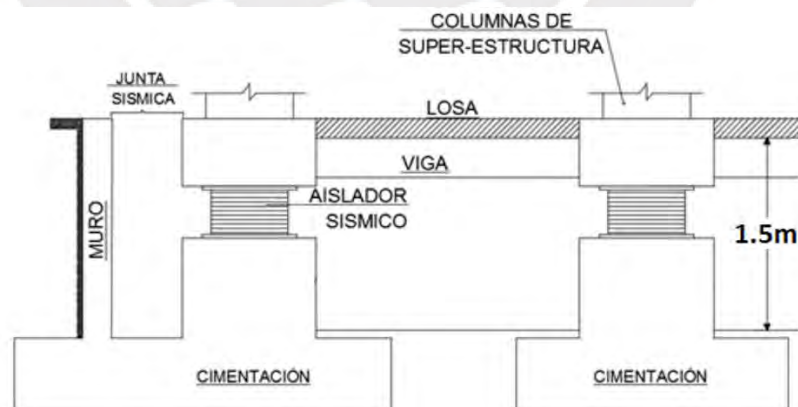 COLUMNAS DE
SUPER-ESTRUCTURA
JUNTA
SISMICA
LOSA
VIGA
AISLADOR
SISMICO
MURO
1.5m
CIMENTACIÓN
CIMENTACIÓN